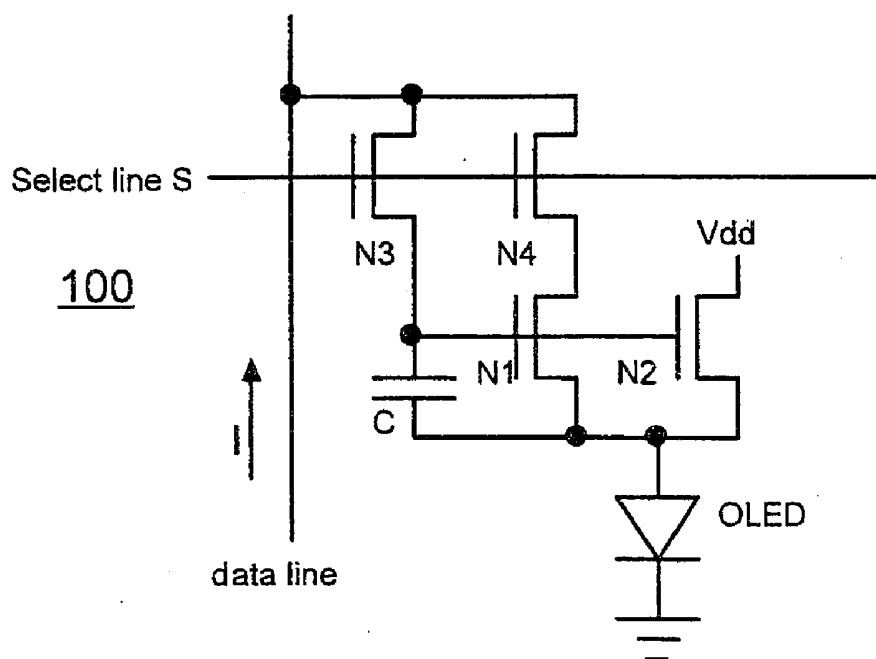 Select line S
N3
N4
Vdd
100
N1
N2
C
I
OLED
data line